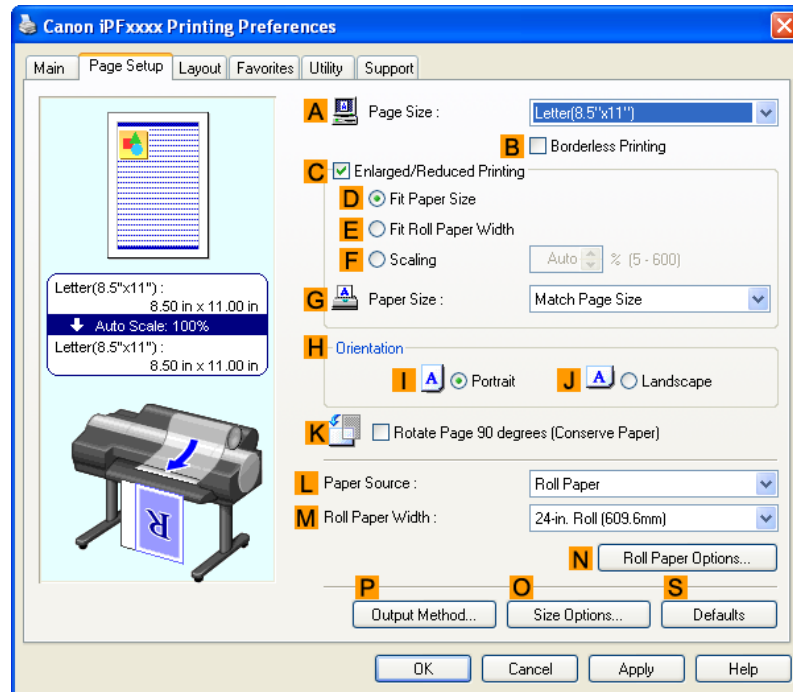 Canon iPFxxxx Printing Preferences
Main Page Setup Layout Favorites Utility Support
A Page Size : Letter(8.5"x11")
B Borderless Printing
C Enlarged/Reduced Printing
D Fit Paper Size
E Fit Roll Paper Width
F Scaling Auto % (5 - 600)
G A Paper Size : Match Page Size
Letter(8.5"x11") :
8.50 in x 11.00 in
Auto Scale: 100%
Letter(8.5"x11") :
8.50 in x 11.00 in
H Orientation
I A Portrait J A Landscape
K Rotate Page 90 degrees (Conserve Paper)
L Paper Source : Roll Paper
M Roll Paper Width : 24-in. Roll (609.6mm)
R
N Roll Paper Options...
P O S
Output Method... Size Options... Defaults
OK Cancel Apply Help